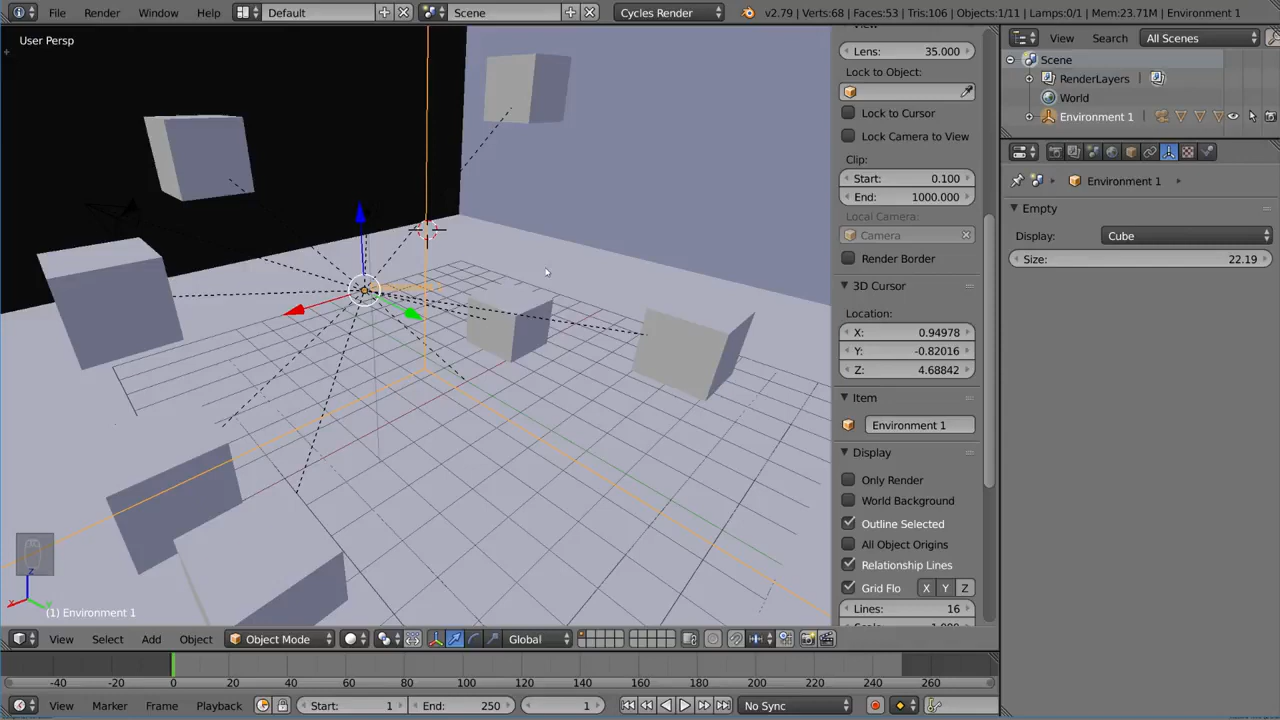 File Render Window Help Default Scene Cycles Render v2.79 | Verts:68 | Faces:53 | Tris:106 | Objects:1/11 | Lamps:0/1 | Mem:23.71M | Environment 1
User Persp
View
Lens: 35.000
Lock to Object:
Lock to Cursor
Lock Camera to View
Clip:
Start: 0.100
End: 1000.000
Local Camera:
Camera
Render Border
3D Cursor
Location:
X: 0.94978
Y: -0.82016
Z: 4.68842
Item
Environment 1
Display
Only Render
World Background
Outline Selected
All Object Origins
Relationship Lines
Grid Flo X Y Z
Lines: 16
View Search All Scenes
Scene
RenderLayers
World
Environment 1
Environment 1
Empty
Display: Cube
Size: 22.19
z
x y
(1) Environment 1
View Select Add Object Object Mode Global
-40 -20 0 20 40 60 80 100 120 140 160 180 200 220 240 260
View Marker Frame Playback Start: 1 End: 250 1 No Sync